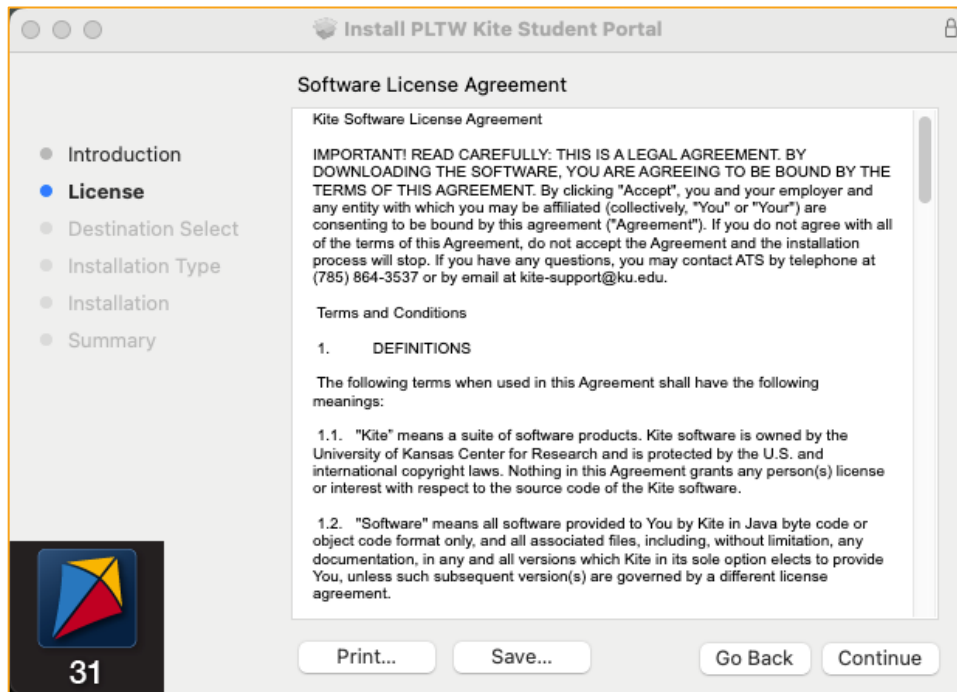 Install PLTW Kite Student Portal
Introduction
License
Destination Select
Installation Type
Installation
Summary
Software License Agreement
Kite Software License Agreement
IMPORTANT! READ CAREFULLY: THIS IS A LEGAL AGREEMENT. BY
DOWNLOADING THE SOFTWARE, YOU ARE AGREEING TO BE BOUND BY THE
TERMS OF THIS AGREEMENT. By clicking "Accept", you and your employer and
any entity with which you may be affiliated (collectively, "You" or "Your") are
consenting to be bound by this agreement ("Agreement"). If you do not agree with all
of the terms of this Agreement, do not accept the Agreement and the installation
process will stop. If you have any questions, you may contact ATS by telephone at
(785) 864-3537 or by email at kite-support@ku.edu.
Terms and Conditions
1. DEFINITIONS
The following terms when used in this Agreement shall have the following
meanings:
1.1. "Kite" means a suite of software products. Kite software is owned by the
University of Kansas Center for Research and is protected by the U.S. and
international copyright laws. Nothing in this Agreement grants any person(s) license
or interest with respect to the source code of the Kite software.
1.2. "Software" means all software provided to You by Kite in Java byte code or
object code format only, and all associated files, including, without limitation, any
documentation, in any and all versions which Kite in its sole option elects to provide
You, unless such subsequent version(s) are governed by a different license
agreement.
31
Print...
Save...
Go Back
Continue